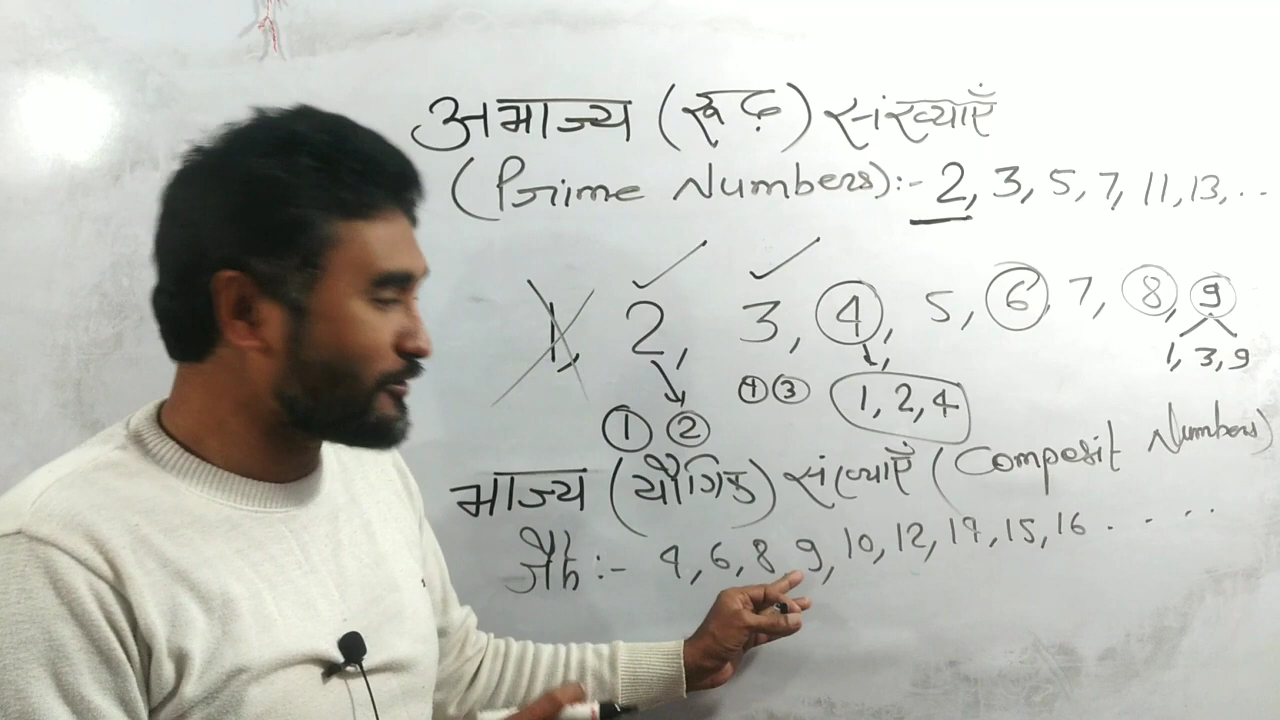 अभाज्य (रूढ़) संख्याएँ
(Prime Numbers):- 2, 3, 5, 7, 11, 13, ..
1, 2, 3, 4, 5, 6, 7, 8, 9
1, 3, 9
1 3 1, 2, 4
1 2
भाज्य (यौगिक) संख्याएँ (Composit Numbers)
जैसे :- 4, 6, 8, 9, 10, 12, 14, 15, 16 . . . .